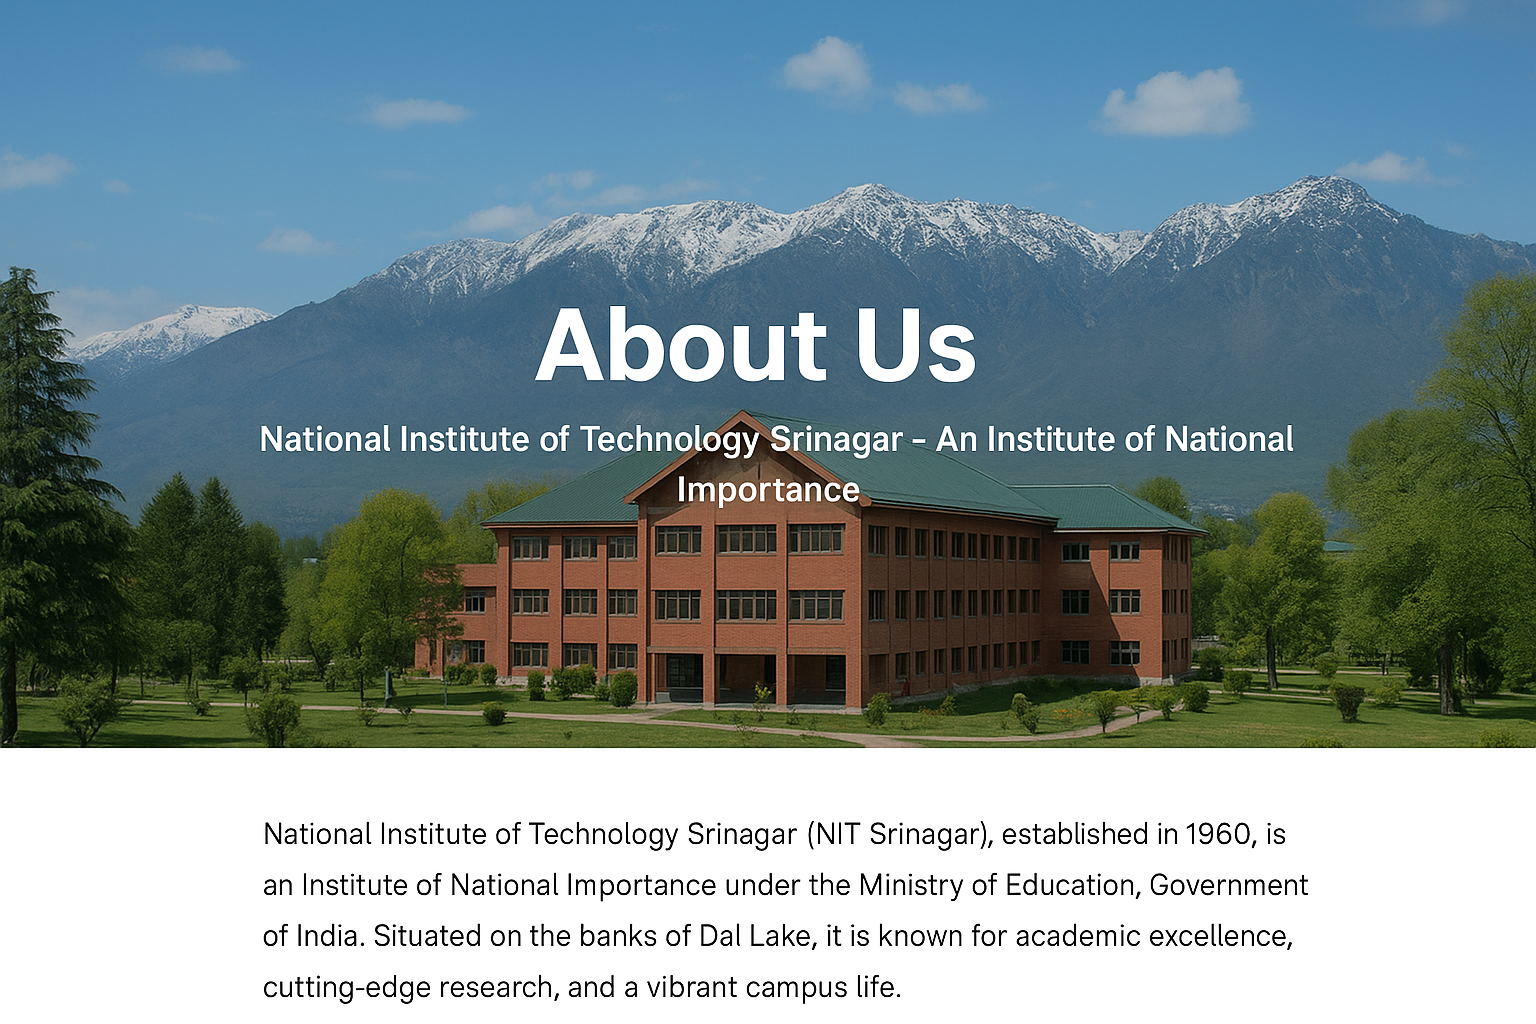 About Us
National Institute of Technology Srinagar – An Institute of National
Importance
National Institute of Technology Srinagar (NIT Srinagar), established in 1960, is
an Institute of National Importance under the Ministry of Education, Government
of India. Situated on the banks of Dal Lake, it is known for academic excellence,
cutting-edge research, and a vibrant campus life.